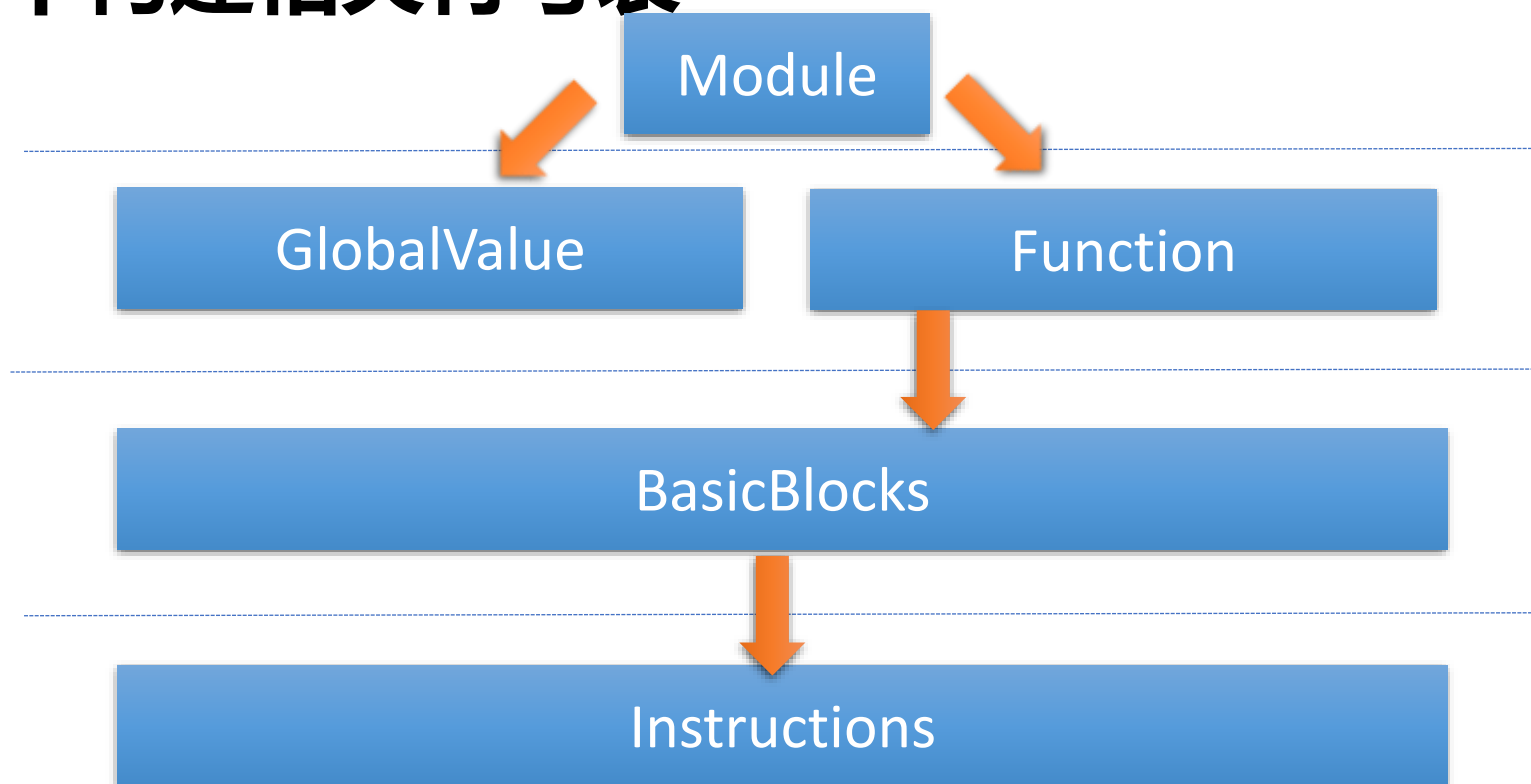 Module
GlobalValue
Function
BasicBlocks
Instructions